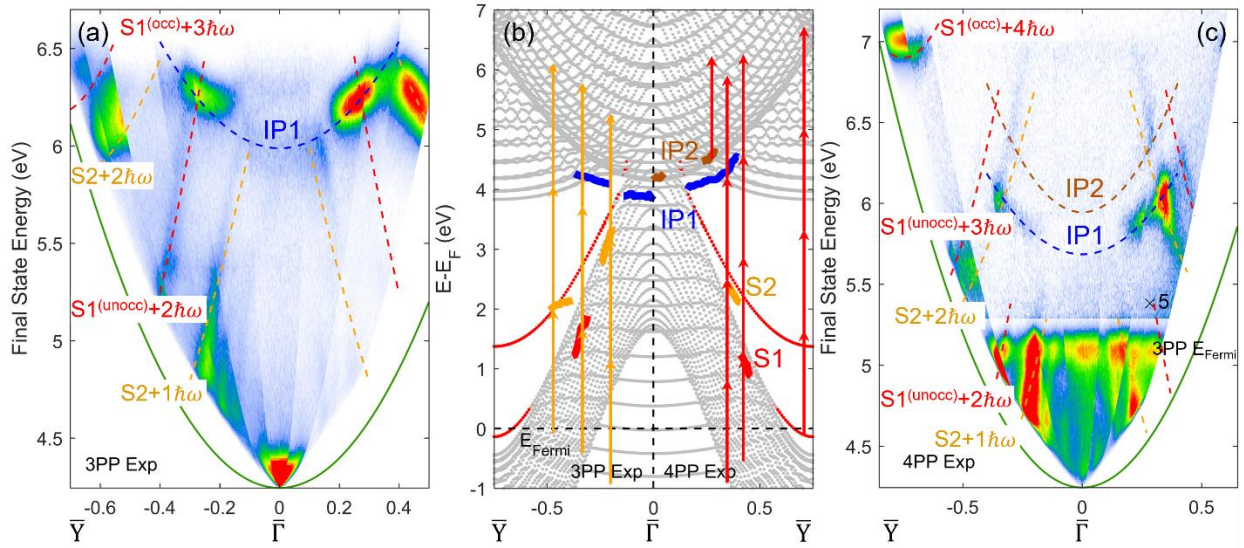 (a)
S1⁽ᵒᶜᶜ⁾+3ħω
IP1
S2+2ħω
S1⁽ᵘⁿᵒᶜᶜ⁾+2ħω
S2+1ħω
3PP Exp
Final State Energy (eV)
6.5
6
5.5
5
4.5
-0.6 -0.4 -0.2 0 0.2 0.4
Y̅ Γ̅
(b)
IP2
IP1
S2
S1
E_Fermi
3PP Exp 4PP Exp
E-E_F (eV)
7
6
5
4
3
2
1
0
-1
-0.5 0 0.5
Y̅ Γ̅ Y̅
(c)
S1⁽ᵒᶜᶜ⁾+4ħω
IP2
IP1
S1⁽ᵘⁿᵒᶜᶜ⁾+3ħω
S2+2ħω
×5
3PP E_Fermi
S1⁽ᵘⁿᵒᶜᶜ⁾+2ħω
S2+1ħω
4PP Exp
Final State Energy (eV)
7
6.5
6
5.5
5
4.5
-0.5 0 0.5
Y̅ Γ̅